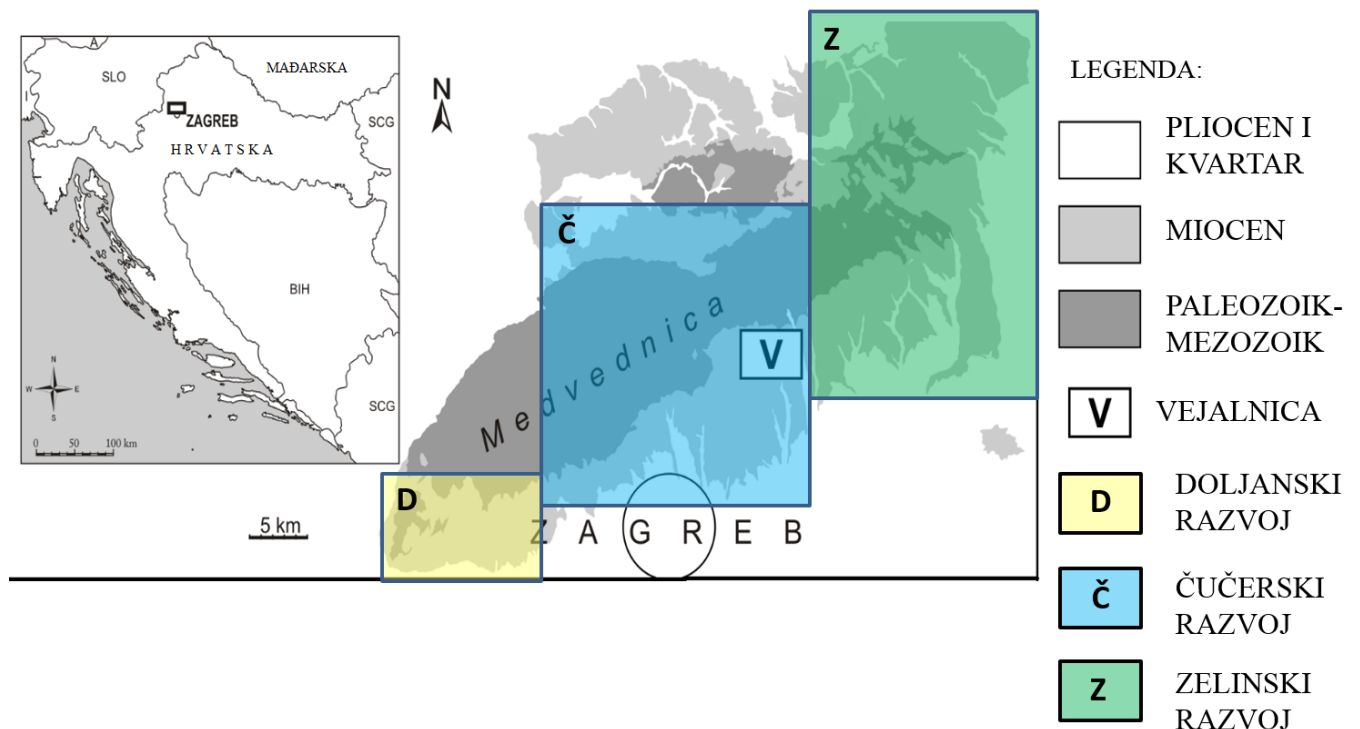 A
SLO
MAĐARSKA
I
ZAGREB
SCG
HRVATSKA
BIH
SCG
N
W E
S
0 50 100 km
N
Z
Č
Medvednica
V
D
5 km
ZAGREB
LEGENDA:
PLIOCEN I
KVARTAR
MIOCEN
PALEOZOIK-
MEZOZOIK
V VEJALNICA
D DOLJANSKI
RAZVOJ
Č ČUČERSKI
RAZVOJ
Z ZELINSKI
RAZVOJ